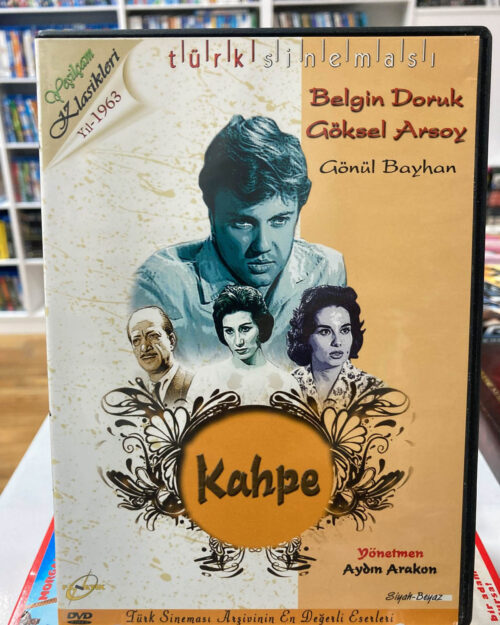 türk sineması
Yeşilçam
Klasikleri
Yıl-1963
Belgin Doruk
Göksel Arsoy
Gönül Bayhan
Kahpe
Yönetmen
Aydın Arakon
Siyah-Beyaz
DVD
Türk Sineması Arşivinin En Değerli Eserleri